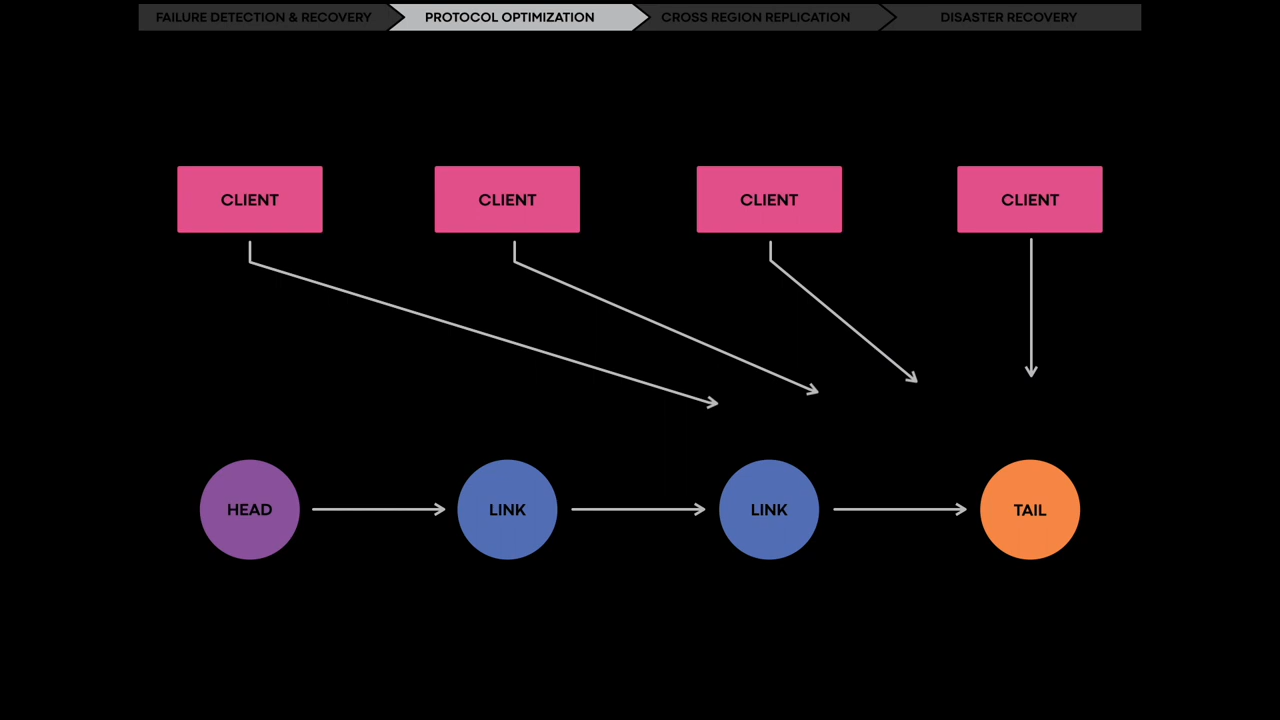 FAILURE DETECTION & RECOVERY
PROTOCOL OPTIMIZATION
CROSS REGION REPLICATION
DISASTER RECOVERY
CLIENT
CLIENT
CLIENT
CLIENT
HEAD
LINK
LINK
TAIL